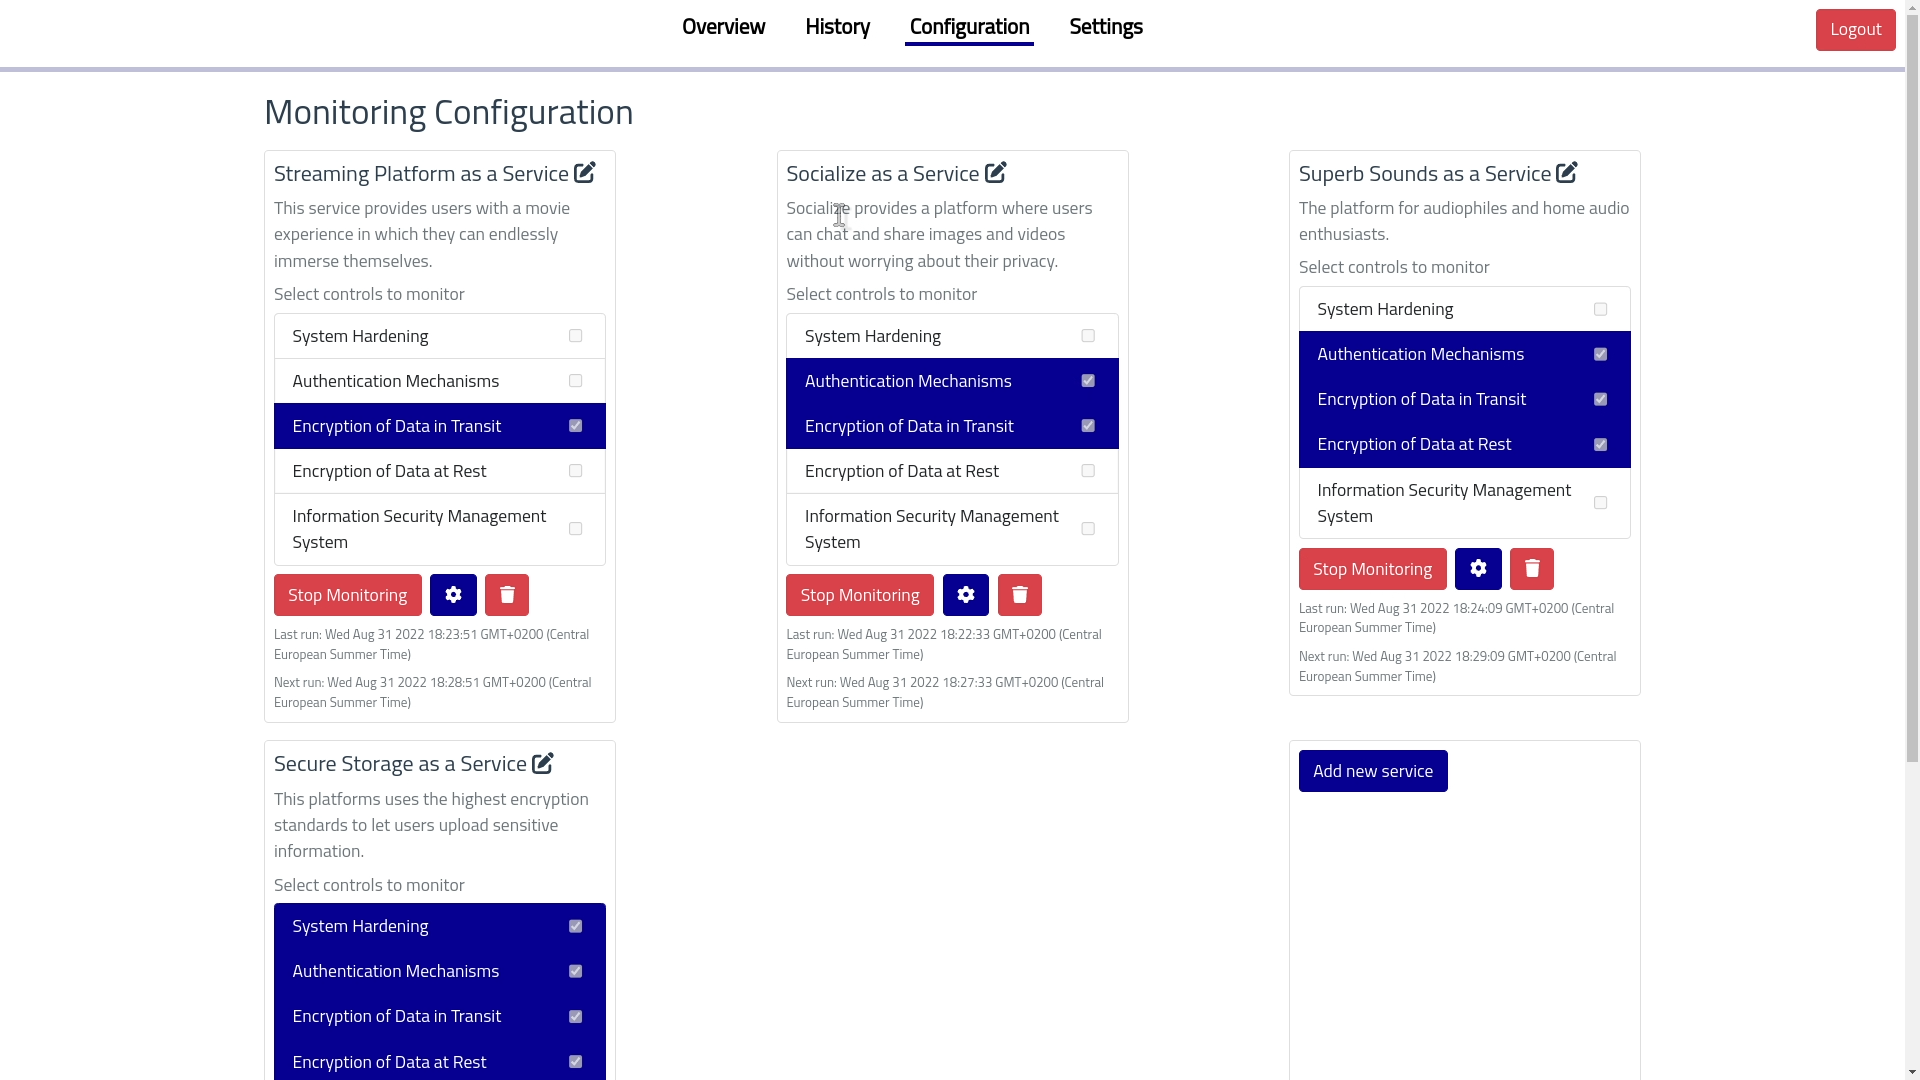 Overview
History
Configuration
Settings
Logout
Monitoring Configuration
Streaming Platform as a Service
This service provides users with a movie
experience in which they can endlessly
immerse themselves.
Select controls to monitor
System Hardening
Authentication Mechanisms
Encryption of Data in Transit
Encryption of Data at Rest
Information Security Management
System
Stop Monitoring
Last run: Wed Aug 31 2022 18:23:51 GMT+0200 (Central
European Summer Time)
Next run: Wed Aug 31 2022 18:28:51 GMT+0200 (Central
European Summer Time)
Socialize as a Service
Socialize provides a platform where users
can chat and share images and videos
without worrying about their privacy.
Select controls to monitor
System Hardening
Authentication Mechanisms
Encryption of Data in Transit
Encryption of Data at Rest
Information Security Management
System
Stop Monitoring
Last run: Wed Aug 31 2022 18:22:33 GMT+0200 (Central
European Summer Time)
Next run: Wed Aug 31 2022 18:27:33 GMT+0200 (Central
European Summer Time)
Superb Sounds as a Service
The platform for audiophiles and home audio
enthusiasts.
Select controls to monitor
System Hardening
Authentication Mechanisms
Encryption of Data in Transit
Encryption of Data at Rest
Information Security Management
System
Stop Monitoring
Last run: Wed Aug 31 2022 18:24:09 GMT+0200 (Central
European Summer Time)
Next run: Wed Aug 31 2022 18:29:09 GMT+0200 (Central
European Summer Time)
Secure Storage as a Service
This platforms uses the highest encryption
standards to let users upload sensitive
information.
Select controls to monitor
System Hardening
Authentication Mechanisms
Encryption of Data in Transit
Encryption of Data at Rest
Add new service